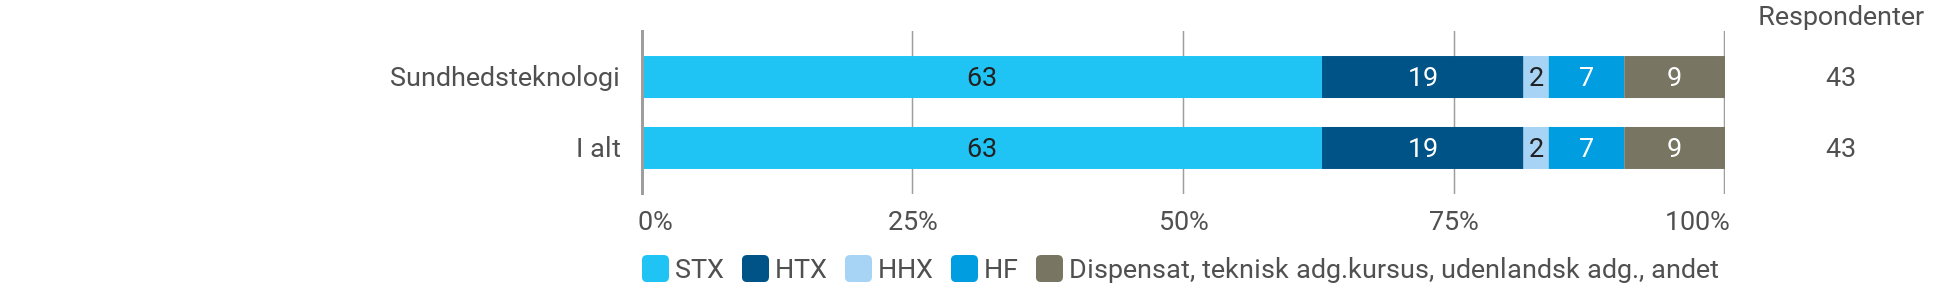 Respondenter
Sundhedsteknologi 63 19 2 7 9 43
I alt 63 19 2 7 9 43
0% 25% 50% 75% 100%
STX HTX HHX HF Dispensat, teknisk adg.kursus, udenlandsk adg., andet